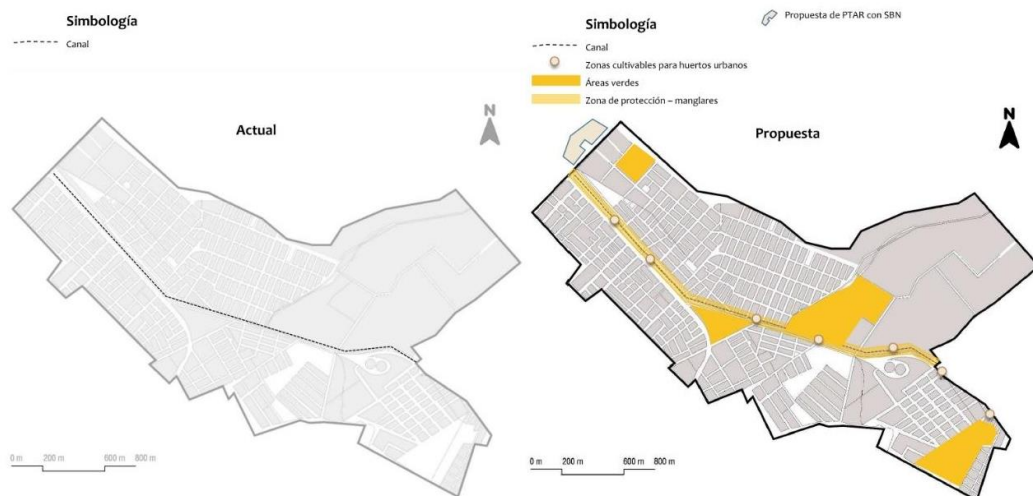 Simbología
Canal
Actual
N
0 m 200 m 600 m 800 m
Propuesta de PTAR con SBN
Simbología
Canal
Zonas cultivables para huertos urbanos
Áreas verdes
Zona de protección – manglares
Propuesta
N
0 m 200 m 600 m 800 m